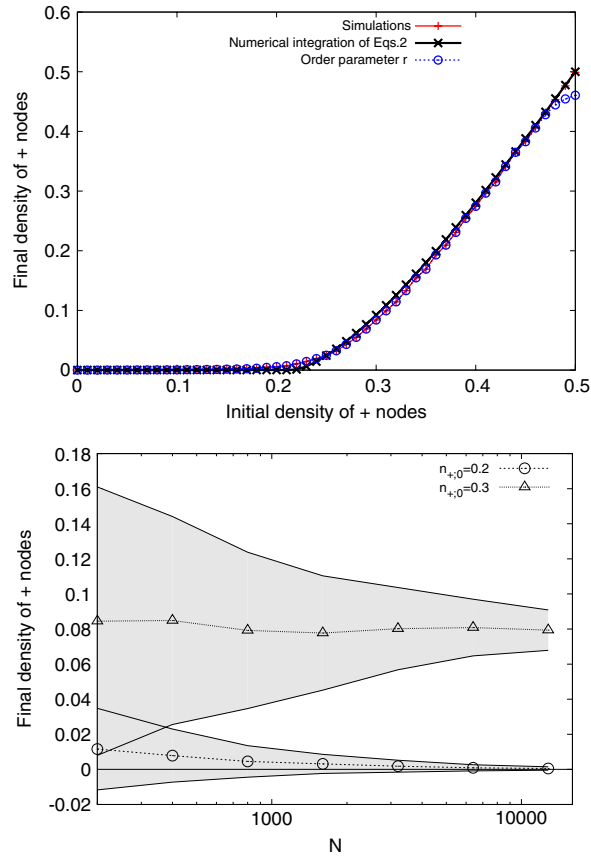 0.6
0.5
0.4
0.3
0.2
0.1
0
Final density of + nodes
Simulations
Numerical integration of Eqs.2
Order parameter r
0 0.1 0.2 0.3 0.4 0.5
Initial density of + nodes
0.18
0.16
0.14
0.12
0.1
0.08
0.06
0.04
0.02
0
-0.02
Final density of + nodes
n+;0=0.2
n+;0=0.3
1000 10000
N